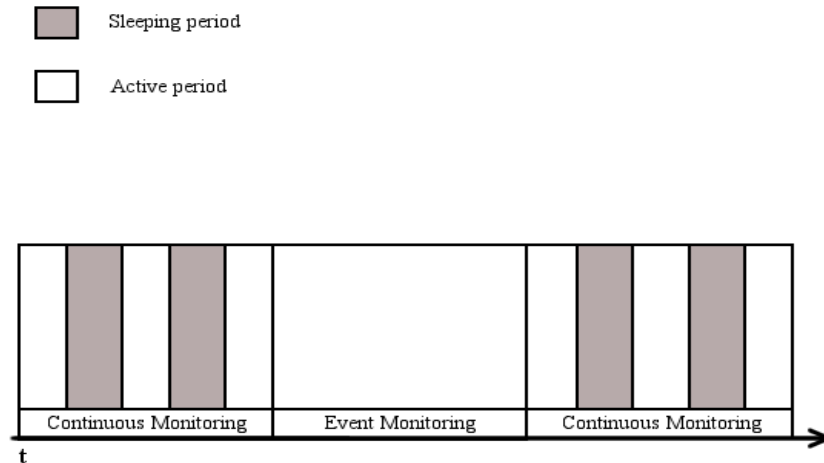 Sleeping period
Active period
Continuous Monitoring
Event Monitoring
Continuous Monitoring
t